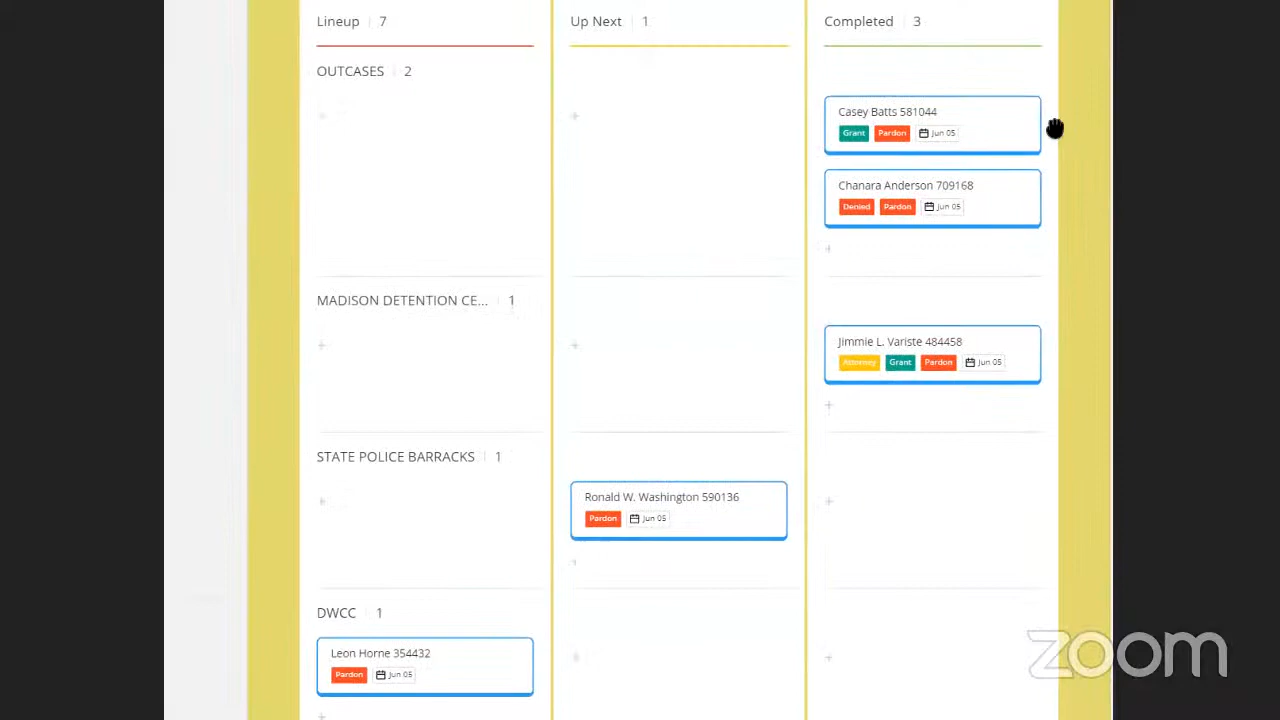 Lineup 7
Up Next 1
Completed 3
OUTCASES 2
Casey Batts 581044
Grant Pardon Jun 05
Chanara Anderson 709168
Denied Pardon Jun 05
MADISON DETENTION CE... 1
Jimmie L. Variste 484458
Attorney Grant Pardon Jun 05
STATE POLICE BARRACKS 1
Ronald W. Washington 590136
Pardon Jun 05
DWCC 1
Leon Horne 354432
Pardon Jun 05
zoom